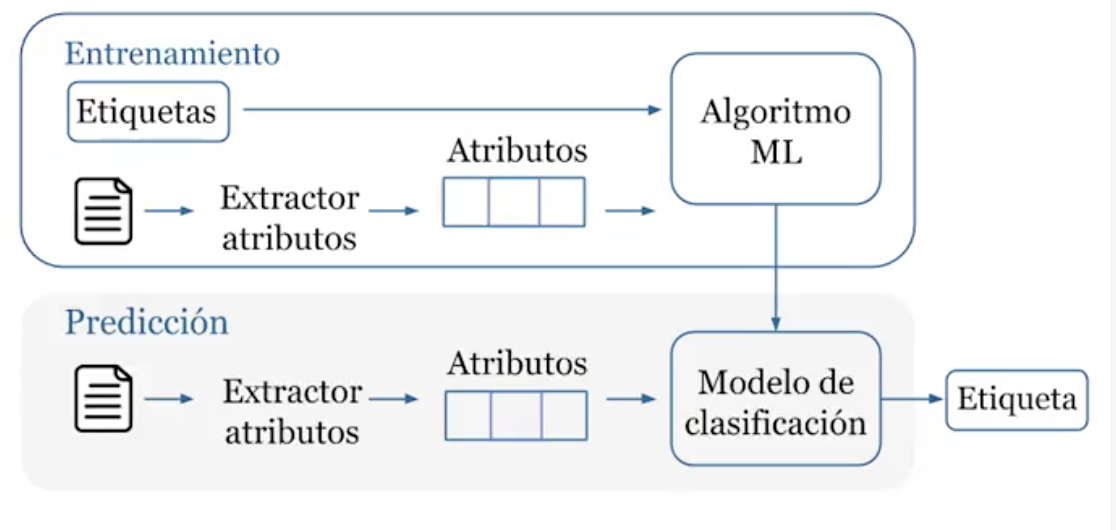 Entrenamiento
Etiquetas
Algoritmo
ML
Atributos
Extractor
atributos
Predicción
Atributos
Extractor
atributos
Modelo de
clasificación
Etiqueta